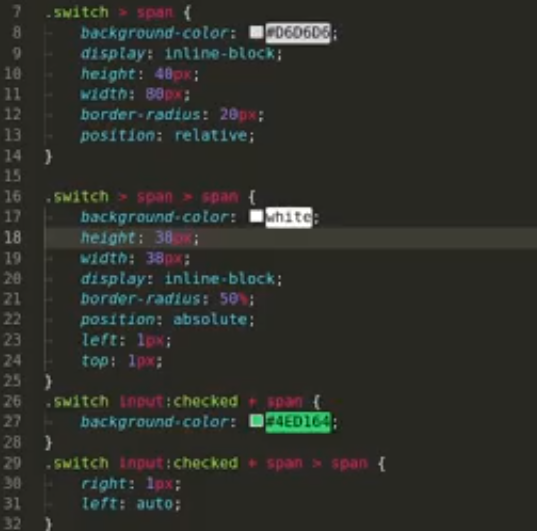 7 .switch > span {
8 background-color: #D6D6D6;
9 display: inline-block;
10 height: 40px;
11 width: 80px;
12 border-radius: 20px;
13 position: relative;
14 }
15
16 .switch > span > span {
17 background-color: white;
18 height: 38px;
19 width: 38px;
20 display: inline-block;
21 border-radius: 50%;
22 position: absolute;
23 left: 1px;
24 top: 1px;
25 }
26 .switch input:checked + span {
27 background-color: #4ED164;
28 }
29 .switch input:checked + span > span {
30 right: 1px;
31 left: auto;
32 }